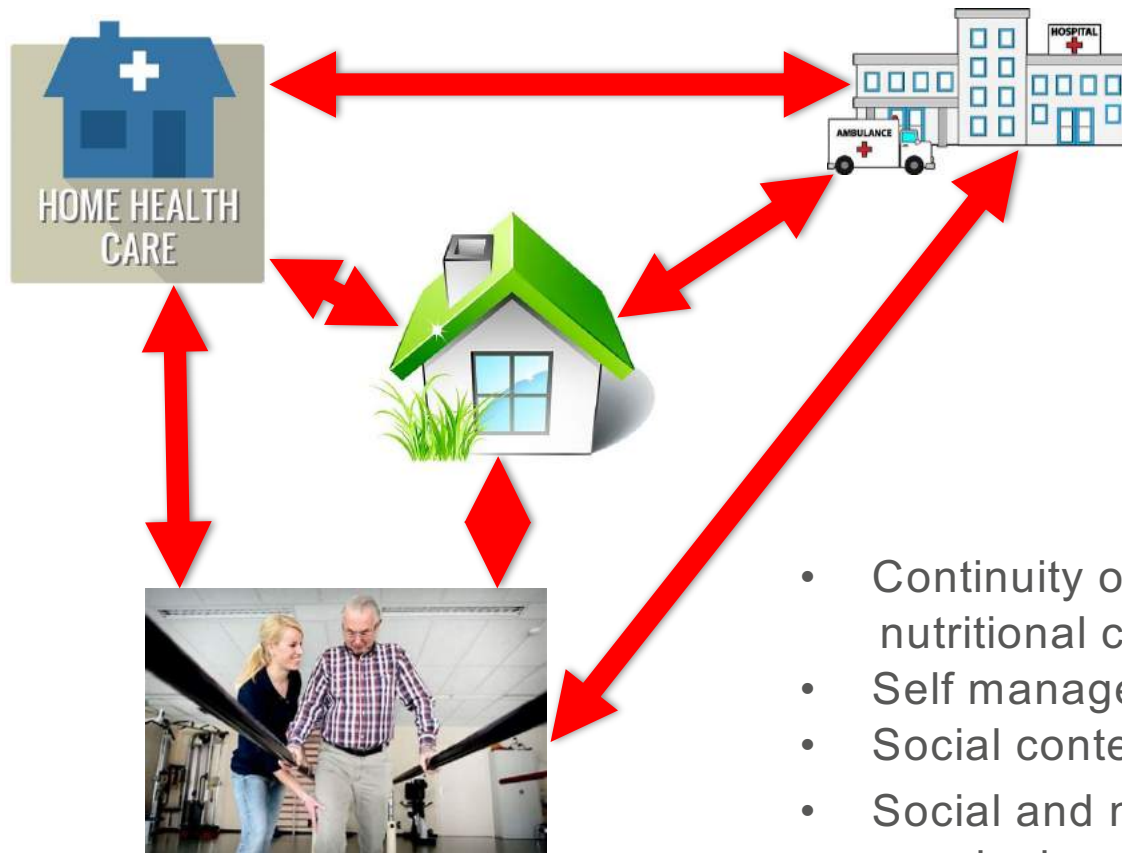 HOSPITAL
AMBULANCE
HOME HEALTH
CARE
• Continuity o
nutritional c
• Self manage
• Social conte
• Social and